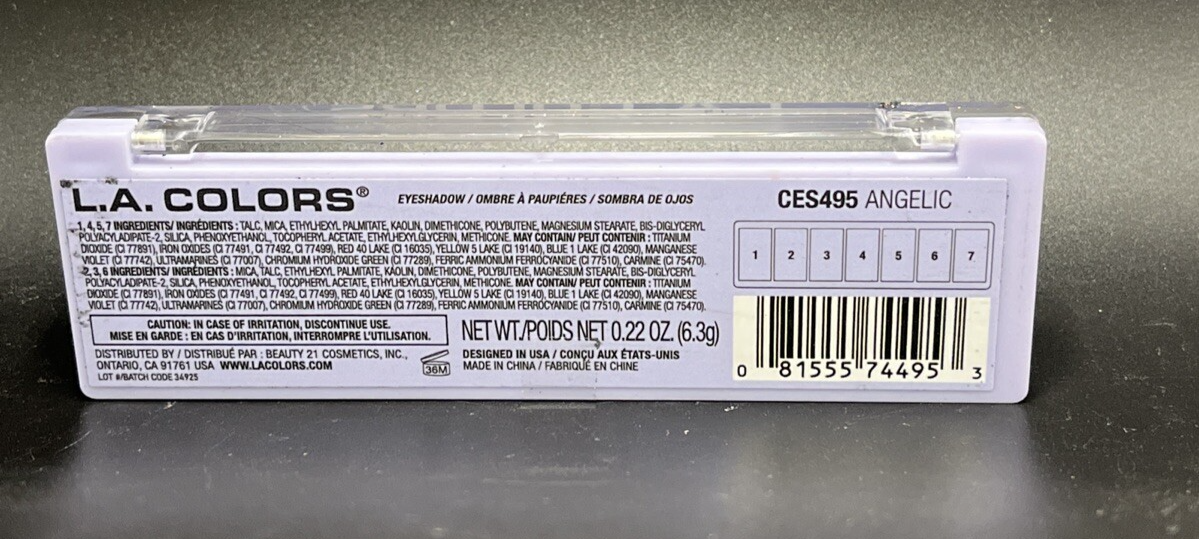 L.A. COLORS®
EYESHADOW / OMBRE À PAUPIÉRES / SOMBRA DE OJOS
1, 4, 5, 7 INGREDIENTS/ INGRÉDIENTS : TALC, MICA, ETHYLHEXYL PALMITATE, KAOLIN, DIMETHICONE, POLYBUTENE, MAGNESIUM STEARATE, BIS-DIGLYCERYL
POLYACYLADIPATE-2, SILICA, PHENOXYETHANOL, TOCOPHERYL ACETATE, ETHYLHEXYLGLYCERIN, METHICONE. MAY CONTAIN/ PEUT CONTENIR : TITANIUM
DIOXIDE (CI 77891), IRON OXIDES (CI 77491, CI 77492, CI 77499), RED 40 LAKE (CI 16035), YELLOW 5 LAKE (CI 19140), BLUE 1 LAKE (CI 42090), MANGANESE
VIOLET (CI 77742), ULTRAMARINES (CI 77007), CHROMIUM HYDROXIDE GREEN (CI 77289), FERRIC AMMONIUM FERROCYANIDE (CI 77510), CARMINE (CI 75470).
2, 3, 6 INGREDIENTS/ INGRÉDIENTS : MICA, TALC, ETHYLHEXYL PALMITATE, KAOLIN, DIMETHICONE, POLYBUTENE, MAGNESIUM STEARATE, BIS-DIGLYCERYL
POLYACYLADIPATE-2, SILICA, PHENOXYETHANOL, TOCOPHERYL ACETATE, ETHYLHEXYLGLYCERIN, METHICONE. MAY CONTAIN/ PEUT CONTENIR : TITANIUM
DIOXIDE (CI 77891), IRON OXIDES (CI 77491, CI 77492, CI 77499), RED 40 LAKE (CI 16035), YELLOW 5 LAKE (CI 19140), BLUE 1 LAKE (CI 42090), MANGANESE
VIOLET (CI 77742), ULTRAMARINES (CI 77007), CHROMIUM HYDROXIDE GREEN (CI 77289), FERRIC AMMONIUM FERROCYANIDE (CI 77510), CARMINE (CI 75470).
CAUTION: IN CASE OF IRRITATION, DISCONTINUE USE.
MISE EN GARDE : EN CAS D'IRRITATION, INTERROMPRE L'UTILISATION.
DISTRIBUTED BY / DISTRIBUÉ PAR : BEAUTY 21 COSMETICS, INC.,
ONTARIO, CA 91761 USA WWW.LACOLORS.COM
LOT #/BATCH CODE 34925
36M
NET WT./POIDS NET 0.22 OZ. (6.3g)
DESIGNED IN USA / CONÇU AUX ÉTATS-UNIS
MADE IN CHINA / FABRIQUÉ EN CHINE
CES495 ANGELIC
1 2 3 4 5 6 7
0 81555 74495 3